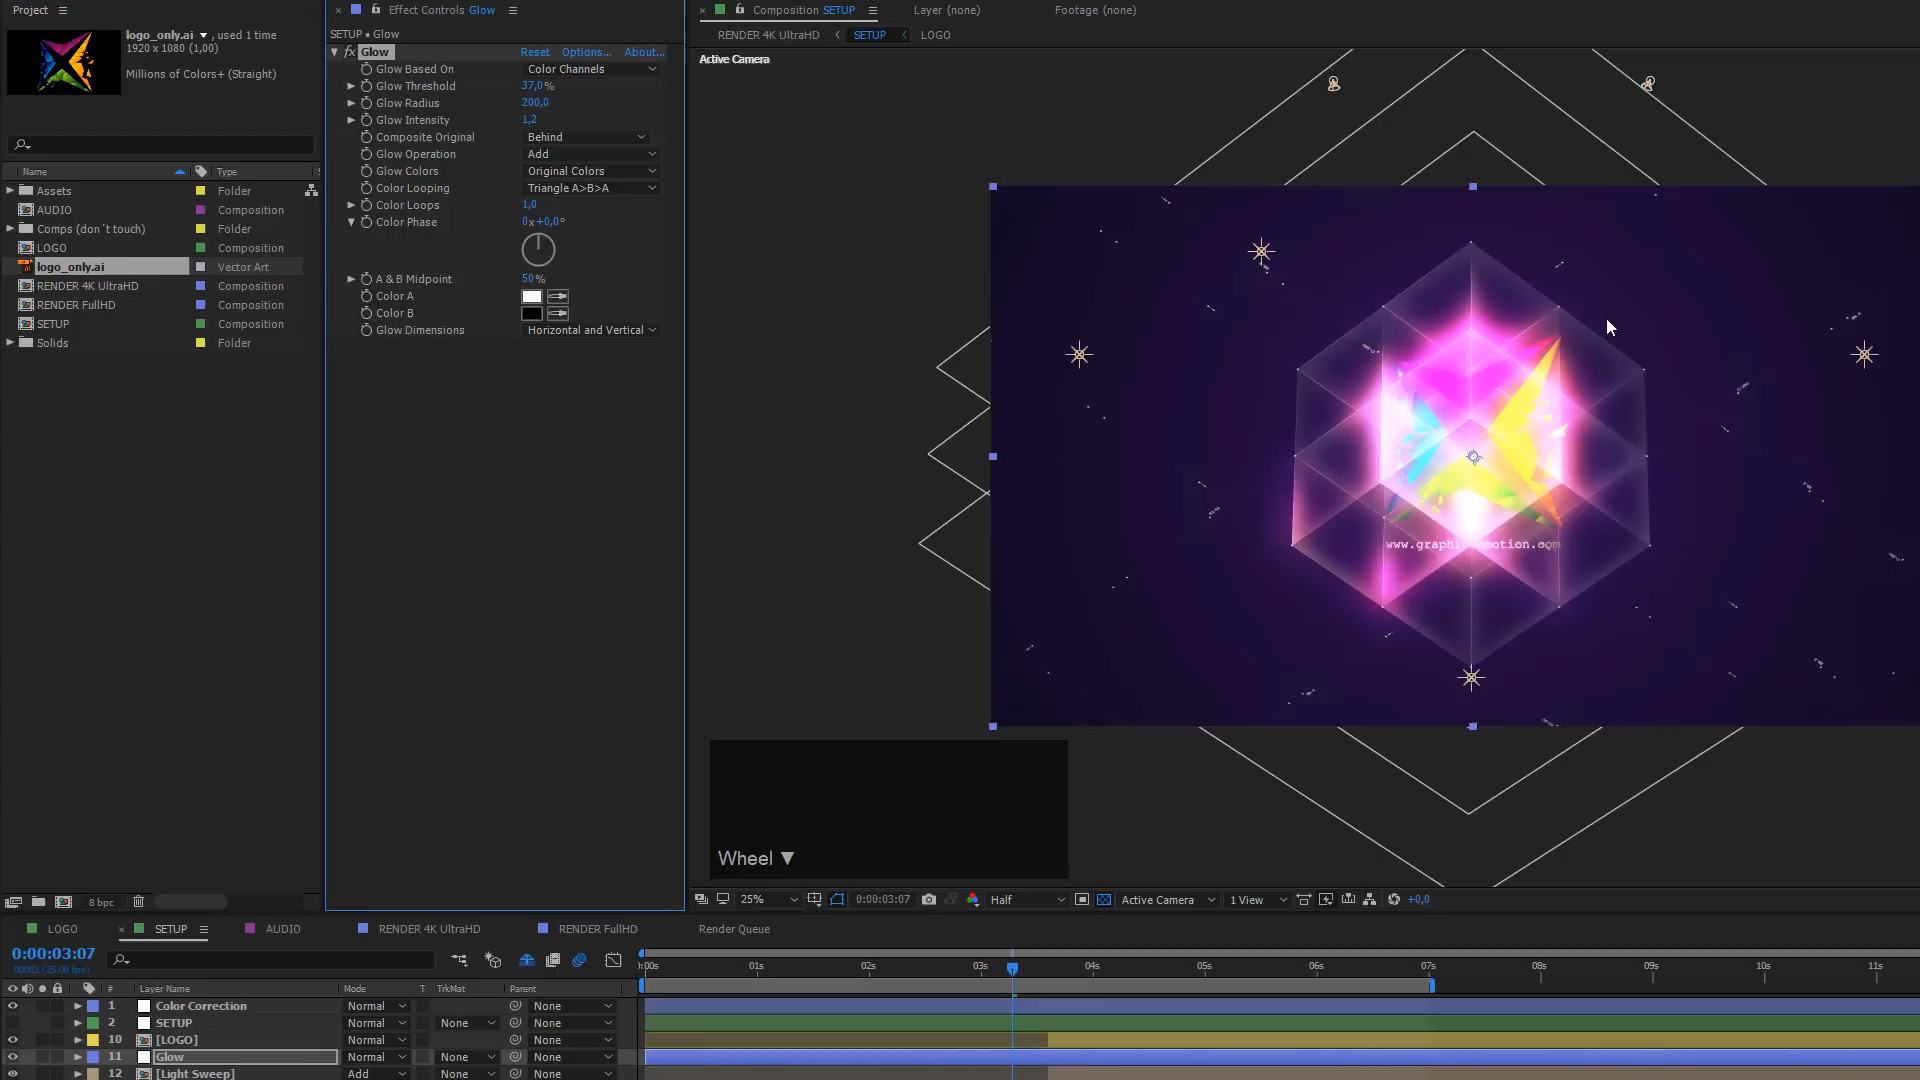 Project
logo_only.ai ▼ , used 1 time
1920 x 1080 (1,00)
Millions of Colors+ (Straight)
Name Type
Assets Folder
AUDIO Composition
Comps (don´t touch) Folder
LOGO Composition
logo_only.ai Vector Art
RENDER 4K UltraHD Composition
RENDER FullHD Composition
SETUP Composition
Solids Folder
8 bpc
× Effect Controls Glow
SETUP • Glow
fx Glow Reset Options... About...
Glow Based On Color Channels
Glow Threshold 37,0%
Glow Radius 200,0
Glow Intensity 1,2
Composite Original Behind
Glow Operation Add
Glow Colors Original Colors
Color Looping Triangle A>B>A
Color Loops 1,0
Color Phase 0x+0,0°
A & B Midpoint 50%
Color A
Color B
Glow Dimensions Horizontal and Vertical
× Composition SETUP Layer (none) Footage (none)
RENDER 4K UltraHD SETUP LOGO
Active Camera
Wheel ▼
25% 0:00:03:07 Half Active Camera 1 View +0,0
LOGO × SETUP AUDIO RENDER 4K UltraHD RENDER FullHD Render Queue
0:00:03:07
00082 (25.00 fps)
:00s 01s 02s 03s 04s 05s 06s 07s 08s 09s 10s 11s
# Layer Name Mode T TrkMat Parent
1 Color Correction Normal None
2 SETUP Normal None None
10 [LOGO] Normal None
11 Glow Normal None None
12 [Light Sweep] Add None None